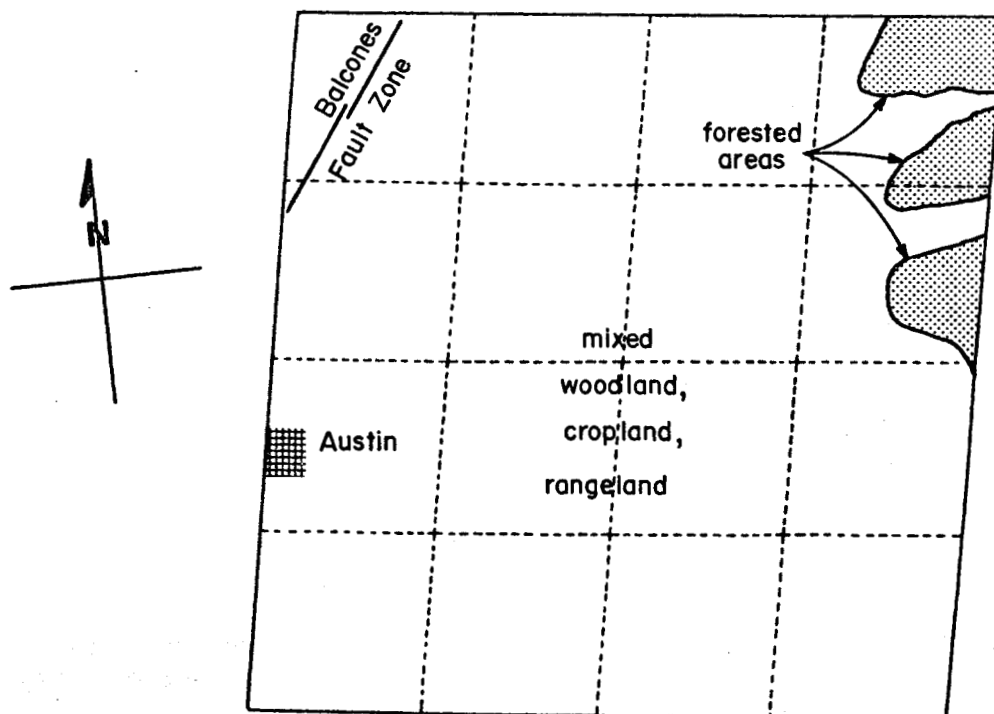 Balcones
Fault Zone
forested
areas
N
mixed
woodland,
cropland,
rangeland
Austin